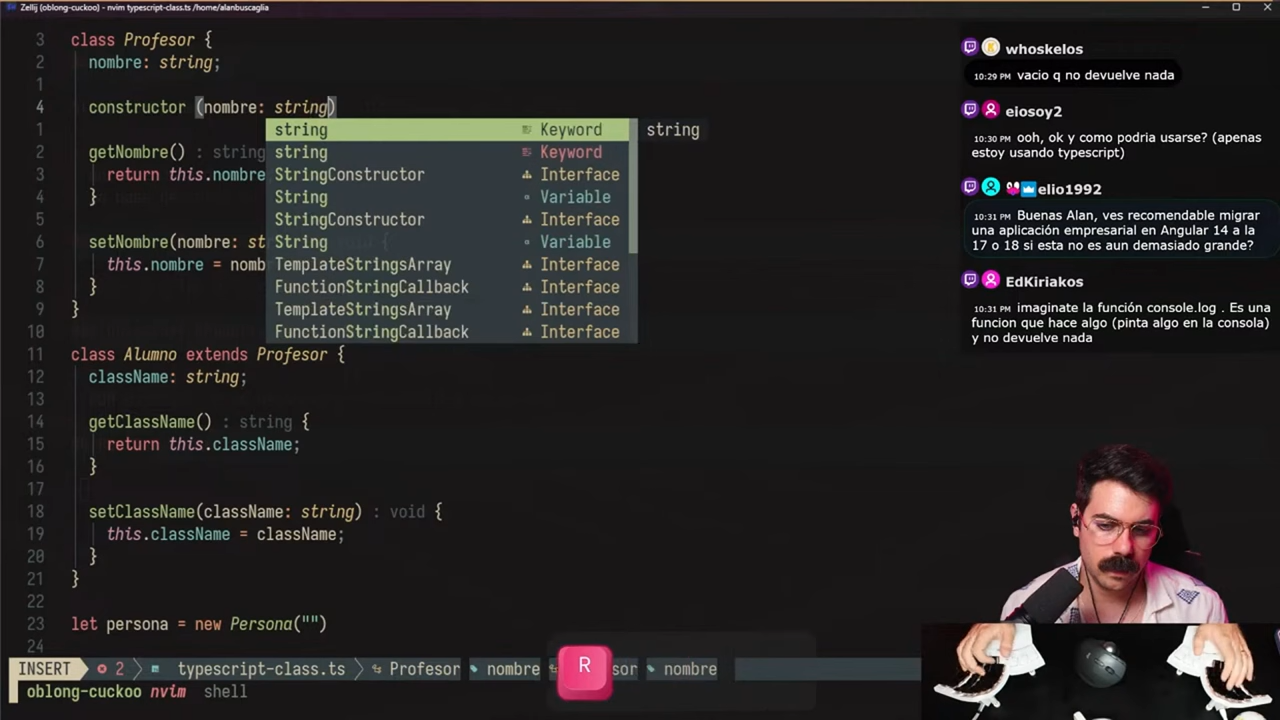 Zellij (oblong-cuckoo) - nvim typescript-class.ts /home/alanbuscaglia
3 class Profesor {
2 nombre: string;
1
4 constructor (nombre: string)
string Keyword string
1
2 getNombre() : string
string Keyword
3 return this.nombre
StringConstructor Interface
4 }
String Variable
5
StringConstructor Interface
6 setNombre(nombre: st {
String Variable
7 this.nombre = nomb
TemplateStringsArray Interface
8 }
FunctionStringCallback Interface
9 }
TemplateStringsArray Interface
10
FunctionStringCallback Interface
11 class Alumno extends Profesor {
12 className: string;
13
14 getClassName() : string {
15 return this.className;
16 }
17
18 setClassName(className: string) : void {
19 this.className = className;
20 }
21 }
22
23 let persona = new Persona("")
24
INSERT 2 typescript-class.ts Profesor nombre sor nombre
oblong-cuckoo nvim shell
R
whoskelos
10:29 PM vacio q no devuelve nada
eiosoy2
10:30 PM ooh, ok y como podria usarse? (apenas
estoy usando typescript)
elio1992
10:31 PM Buenas Alan, ves recomendable migrar
una aplicación empresarial en Angular 14 a la
17 o 18 si esta no es aun demasiado grande?
EdKiriakos
10:31 PM imaginate la función console.log . Es una
funcion que hace algo (pinta algo en la consola)
y no devuelve nada